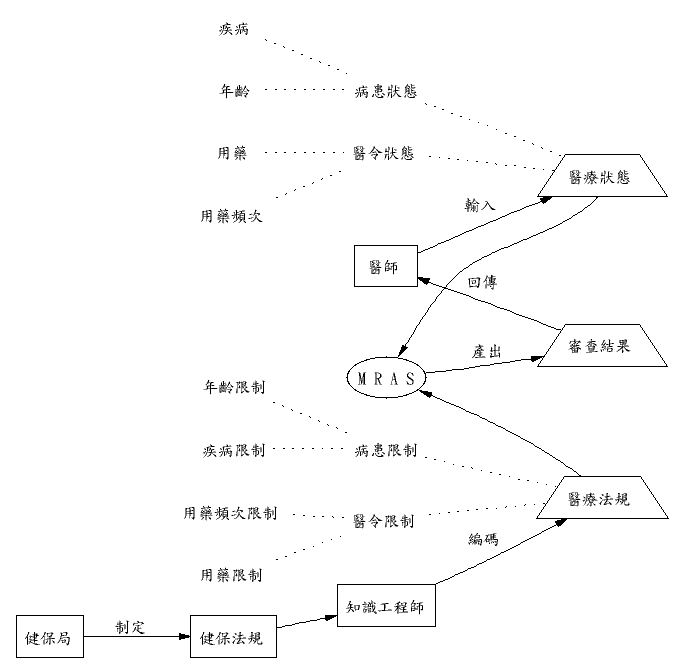 疾病
年齡
病患狀態
用藥
醫令狀態
醫療狀態
用藥頻次
輸入
醫師
回傳
審查結果
產出
MRAS
年齡限制
疾病限制
病患限制
醫療法規
用藥頻次限制
醫令限制
編碼
用藥限制
知識工程師
制定
健保局
健保法規